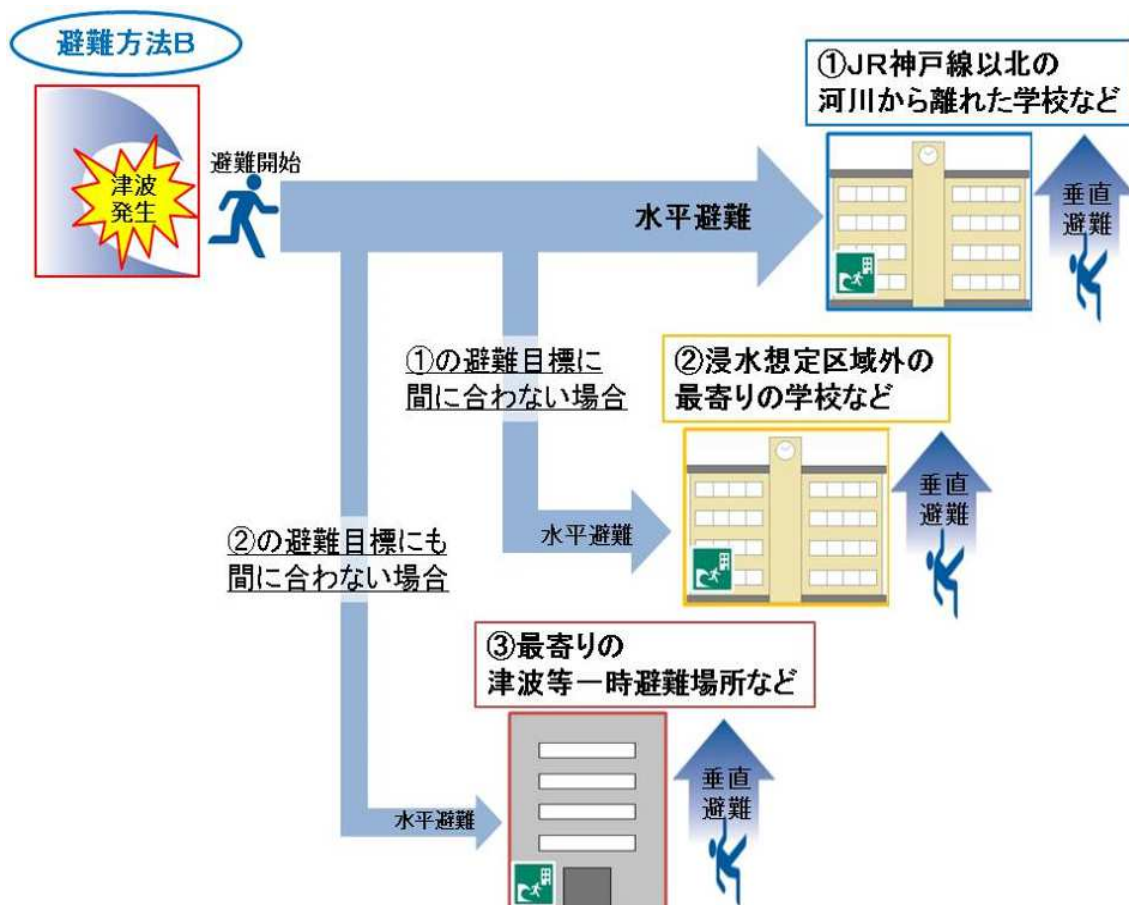 避難方法B
津波
発生
避難開始
水平避難
①JR神戸線以北の
河川から離れた学校など
垂直
避難
①の避難目標に
間に合わない場合
②浸水想定区域外の
最寄りの学校など
水平避難
垂直
避難
②の避難目標にも
間に合わない場合
③最寄りの
津波等一時避難場所など
水平避難
垂直
避難